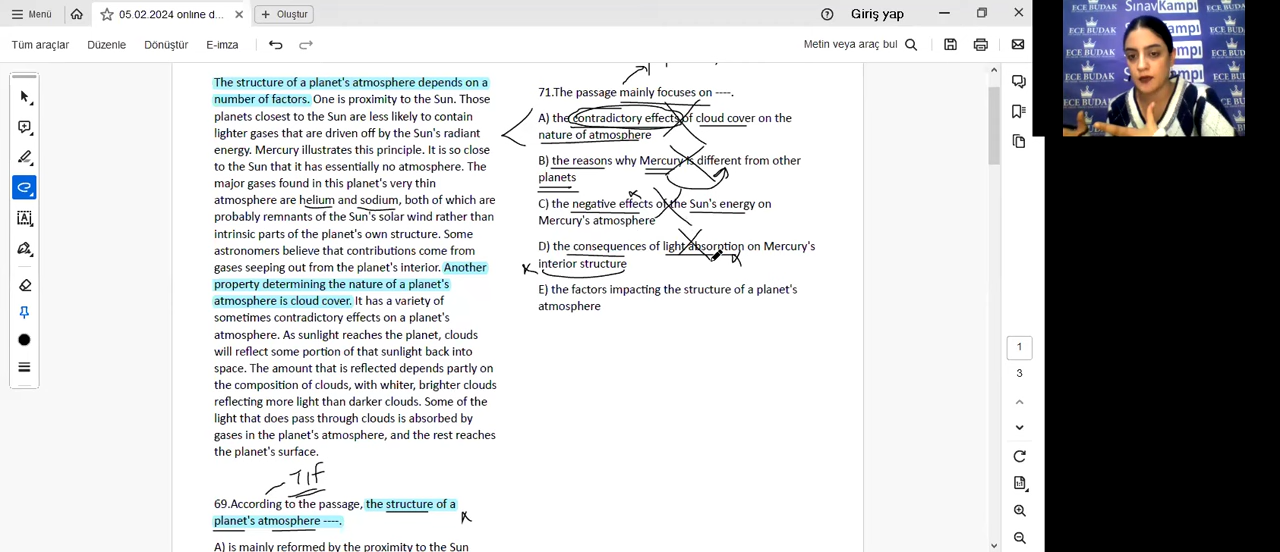 Menü
05.02.2024 online d...
Oluştur
Giriş yap
Tüm araçlar
Düzenle
Dönüştür
E-imza
Metin veya araç bul
The structure of a planet's atmosphere depends on a
number of factors. One is proximity to the Sun. Those
planets closest to the Sun are less likely to contain
lighter gases that are driven off by the Sun's radiant
energy. Mercury illustrates this principle. It is so close
to the Sun that it has essentially no atmosphere. The
major gases found in this planet's very thin
atmosphere are helium and sodium, both of which are
probably remnants of the Sun's solar wind rather than
intrinsic parts of the planet's own structure. Some
astronomers believe that contributions come from
gases seeping out from the planet's interior. Another
property determining the nature of a planet's
atmosphere is cloud cover. It has a variety of
sometimes contradictory effects on a planet's
atmosphere. As sunlight reaches the planet, clouds
will reflect some portion of that sunlight back into
space. The amount that is reflected depends partly on
the composition of clouds, with whiter, brighter clouds
reflecting more light than darker clouds. Some of the
light that does pass through clouds is absorbed by
gases in the planet's atmosphere, and the rest reaches
the planet's surface.
69.According to the passage, the structure of a
planet's atmosphere ----.
A) is mainly reformed by the proximity to the Sun
71.The passage mainly focuses on ----.
A) the contradictory effects of cloud cover on the
nature of atmosphere
B) the reasons why Mercury is different from other
planets
C) the negative effects of the Sun's energy on
Mercury's atmosphere
D) the consequences of light absorption on Mercury's
interior structure
E) the factors impacting the structure of a planet's
atmosphere
1
3
ECE BUDAK
SınavKampı
ECE BUDAK
ECE BUDAK
ECE BUDAK